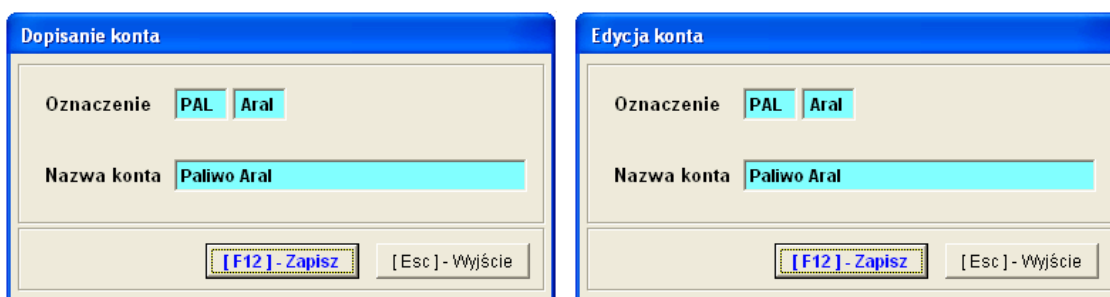 Dopisanie konta
Oznaczenie PAL Aral
Nazwa konta Paliwo Aral
[ F12 ] - Zapisz [ Esc ] - Wyjście
Edycja konta
Oznaczenie PAL Aral
Nazwa konta Paliwo Aral
[ F12 ] - Zapisz [ Esc ] - Wyjście